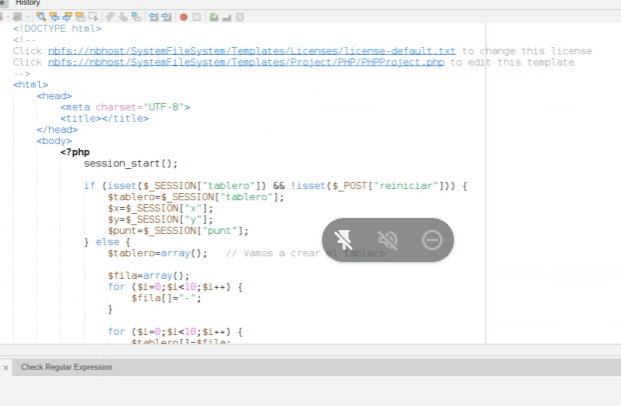 History
<!DOCTYPE html>
<!--
Click nbfs://nbhost/SystemFileSystem/Templates/Licenses/license-default.txt to change this license
Click nbfs://nbhost/SystemFileSystem/Templates/Project/PHP/PHPProject.php to edit this template
-->
<html>
<head>
<meta charset="UTF-8">
<title></title>
</head>
<body>
<?php
session_start();
if (isset($_SESSION["tablero"]) && !isset($_POST["reiniciar"])) {
$tablero=$_SESSION["tablero"];
$x=$_SESSION["x"];
$y=$_SESSION["y"];
$punt=$_SESSION["punt"];
} else {
$tablero=array(); // Vamos a crear el tablero
$fila=array();
for ($i=0;$i<10;$i++) {
$fila[]="-";
}
for ($i=0;$i<10;$i++) {
$tablero[]=$fila;
Check Regular Expression